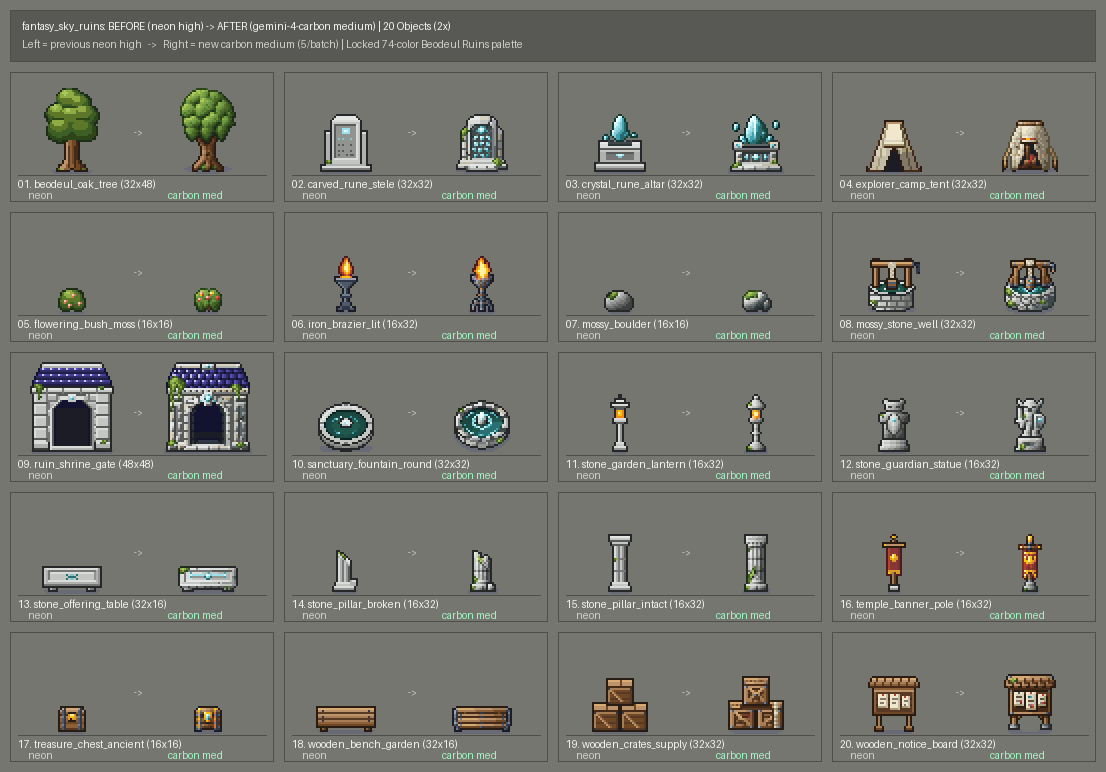 fantasy_sky_ruins: BEFORE (neon high) -> AFTER (gemini-4-carbon medium) | 20 Objects (2x)
Left = previous neon high -> Right = new carbon medium (5/batch) | Locked 74-color Beodeul Ruins palette
->
->
->
->
01. beodeul_oak_tree (32x48)
02. carved_rune_stele (32x32)
03. crystal_rune_altar (32x32)
04. explorer_camp_tent (32x32)
neon carbon med
neon carbon med
neon carbon med
neon carbon med
->
->
->
->
05. flowering_bush_moss (16x16)
06. iron_brazier_lit (16x32)
07. mossy_boulder (16x16)
08. mossy_stone_well (32x32)
neon carbon med
neon carbon med
neon carbon med
neon carbon med
->
->
->
->
09. ruin_shrine_gate (48x48)
10. sanctuary_fountain_round (32x32)
11. stone_garden_lantern (16x32)
12. stone_guardian_statue (16x32)
neon carbon med
neon carbon med
neon carbon med
neon carbon med
->
->
->
->
13. stone_offering_table (32x16)
14. stone_pillar_broken (16x32)
15. stone_pillar_intact (16x32)
16. temple_banner_pole (16x32)
neon carbon med
neon carbon med
neon carbon med
neon carbon med
->
->
->
->
17. treasure_chest_ancient (16x16)
18. wooden_bench_garden (32x16)
19. wooden_crates_supply (32x32)
20. wooden_notice_board (32x32)
neon carbon med
neon carbon med
neon carbon med
neon carbon med